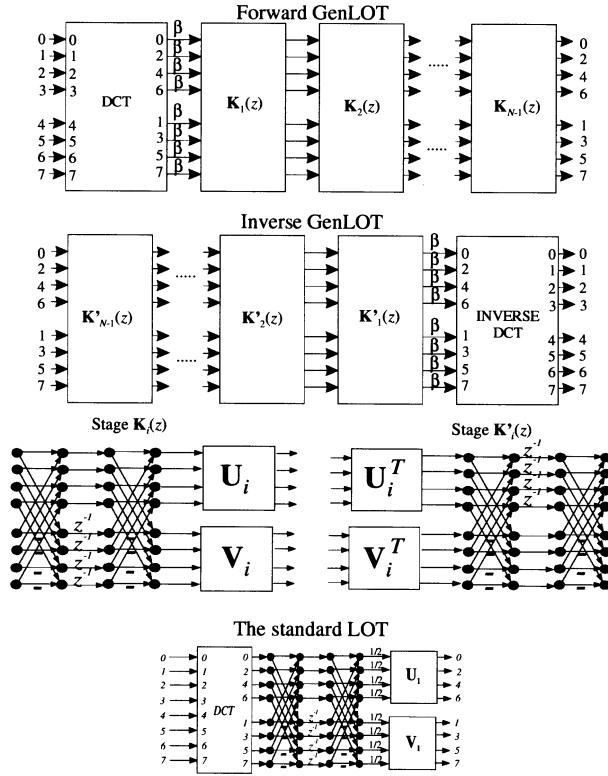 Forward GenLOT
β β β β
0 0 0 0
1 1 2 2
2 2 4 4
3 3 6 6
DCT K₁(z) K₂(z) ..... K_{N-1}(z)
β β β β
4 4 1 1
5 5 3 3
6 6 5 5
7 7 7 7
.....
Inverse GenLOT
β β β β
0 0 0 0
2 2 1 1
4 4 2 2
6 6 3 3
K'_{N-1}(z) ..... K'₂(z) K'₁(z) INVERSE
DCT
β β β β
1 1 4 4
3 3 5 5
5 5 6 6
7 7 7 7
.....
Stage Kᵢ(z) Stage K'ᵢ(z)
Uᵢ Uᵢᵀ
z⁻¹ z⁻¹ z⁻¹ z⁻¹
Vᵢ Vᵢᵀ
z⁻¹ z⁻¹ z⁻¹ z⁻¹
- - - -
- - - -
The standard LOT
0 0 0 1/2 0
1 1 2 1/2 2
2 2 4 1/2 4
3 3 6 1/2 6
U₁
4 4 1 z⁻¹ 1/2 1
5 5 3 z⁻¹ 1/2 3
6 6 5 z⁻¹ 1/2 5
7 7 7 z⁻¹ 1/2 7
DCT V₁